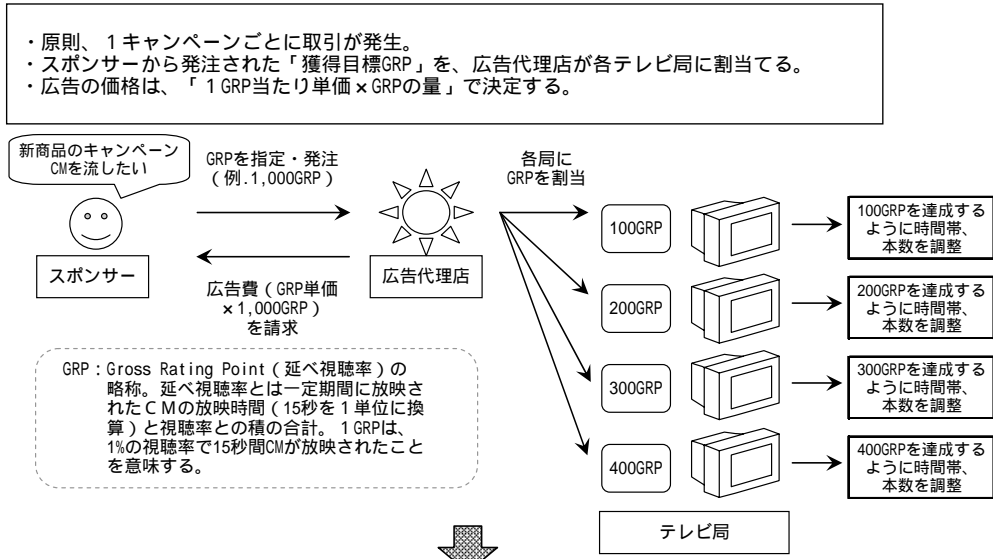 ・原則、１キャンペーンごとに取引が発生。
・スポンサーから発注された「獲得目標GRP」を、広告代理店が各テレビ局に割当てる。
・広告の価格は、「１GRP当たり単価×GRPの量」で決定する。
新商品のキャンペーン
CMを流したい
GRPを指定・発注
（例.1,000GRP）
各局に
GRPを割当
スポンサー
広告代理店
広告費（GRP単価
×1,000GRP）
を請求
100GRP
100GRPを達成する
ように時間帯、
本数を調整
200GRP
200GRPを達成する
ように時間帯、
本数を調整
300GRP
300GRPを達成する
ように時間帯、
本数を調整
400GRP
400GRPを達成する
ように時間帯、
本数を調整
テレビ局
GRP：Gross Rating Point（延べ視聴率）の
略称。延べ視聴率とは一定期間に放映さ
れたＣＭの放映時間（15秒を１単位に換
算）と視聴率との積の合計。１GRPは、
1%の視聴率で15秒間CMが放映されたこと
を意味する。